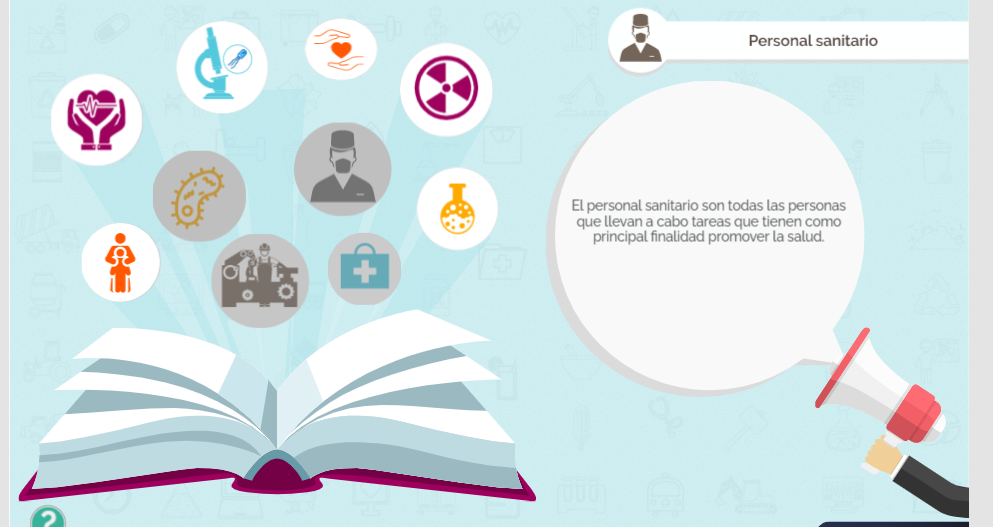 Personal sanitario
El personal sanitario son todas las personas
que llevan a cabo tareas que tienen como
principal finalidad promover la salud.
?